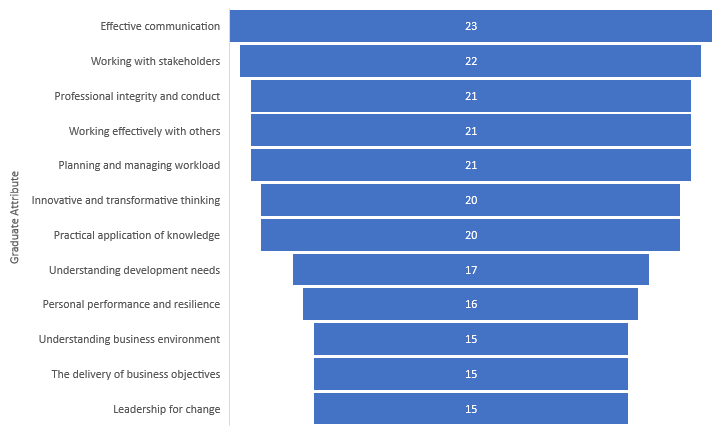 Graduate Attribute
Effective communication 23
Working with stakeholders 22
Professional integrity and conduct 21
Working effectively with others 21
Planning and managing workload 21
Innovative and transformative thinking 20
Practical application of knowledge 20
Understanding development needs 17
Personal performance and resilience 16
Understanding business environment 15
The delivery of business objectives 15
Leadership for change 15